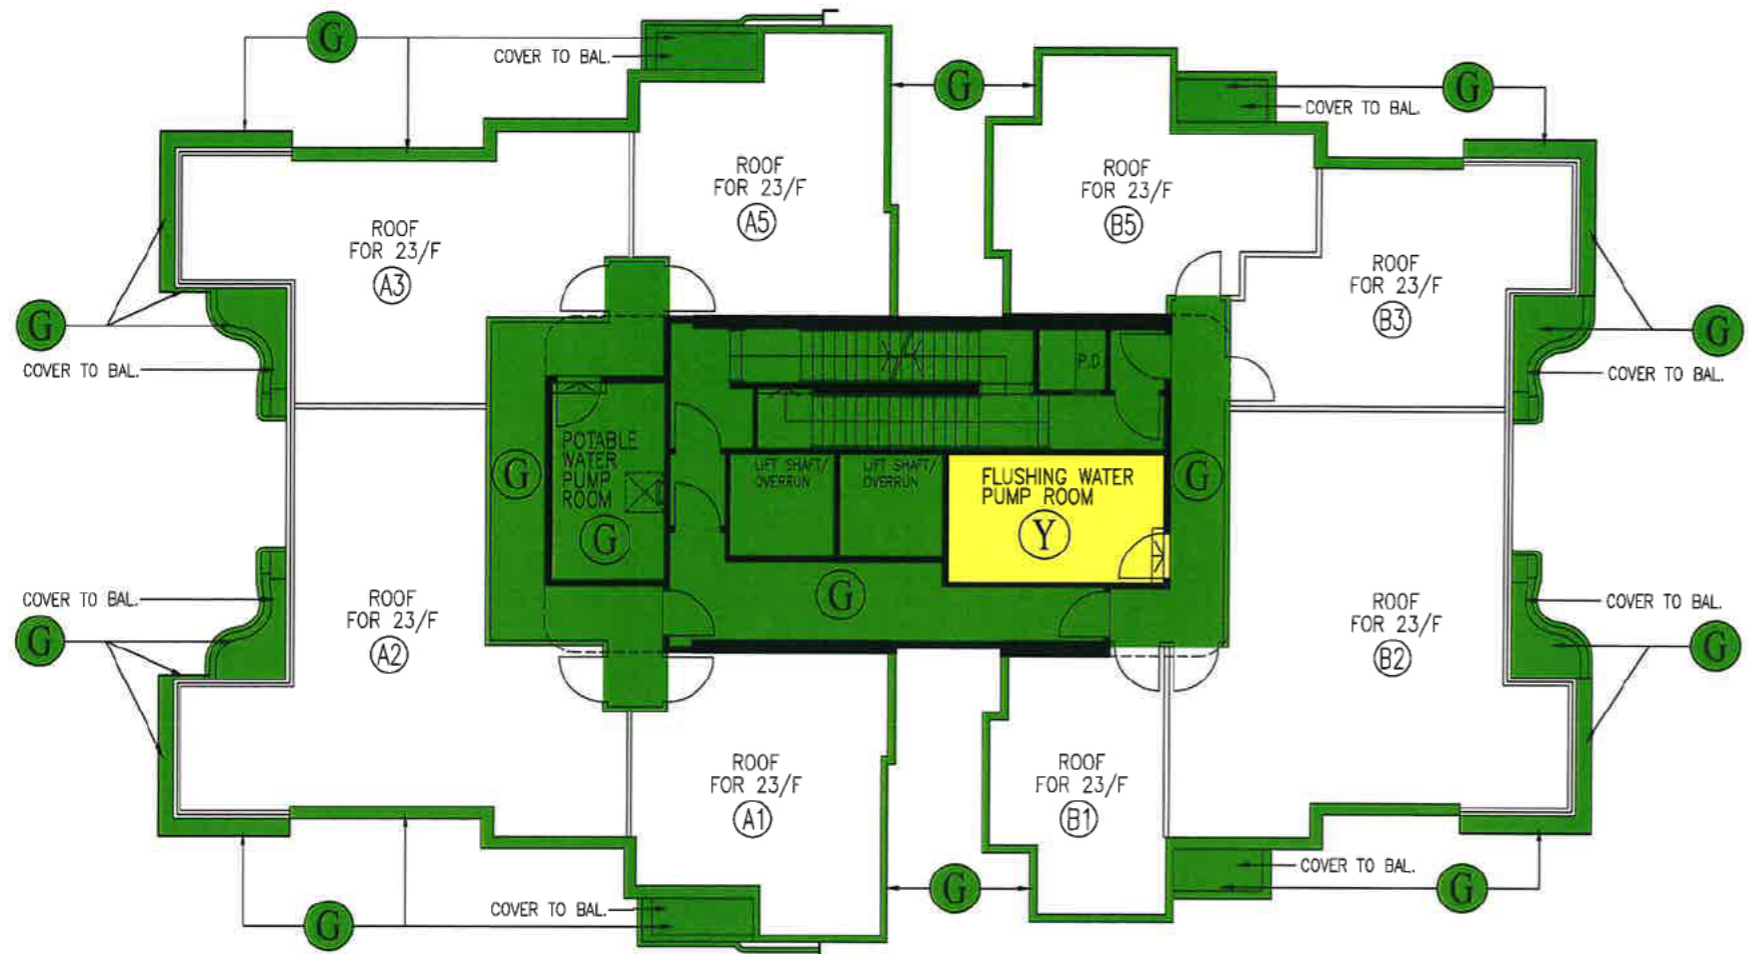 G
COVER TO BAL.
G
G
COVER TO BAL.
ROOF
FOR 23/F
A5
ROOF
FOR 23/F
B5
ROOF
FOR 23/F
A3
ROOF
FOR 23/F
B3
G
COVER TO BAL.
G
COVER TO BAL.
P.D.
POTABLE
WATER
PUMP
ROOM
G
LIFT SHAFT/
OVERRUN
LIFT SHAFT/
OVERRUN
FLUSHING WATER
PUMP ROOM
Y
G
G
G
COVER TO BAL.
G
ROOF
FOR 23/F
A2
ROOF
FOR 23/F
B2
COVER TO BAL.
G
ROOF
FOR 23/F
A1
ROOF
FOR 23/F
B1
COVER TO BAL.
G
COVER TO BAL.
G
G